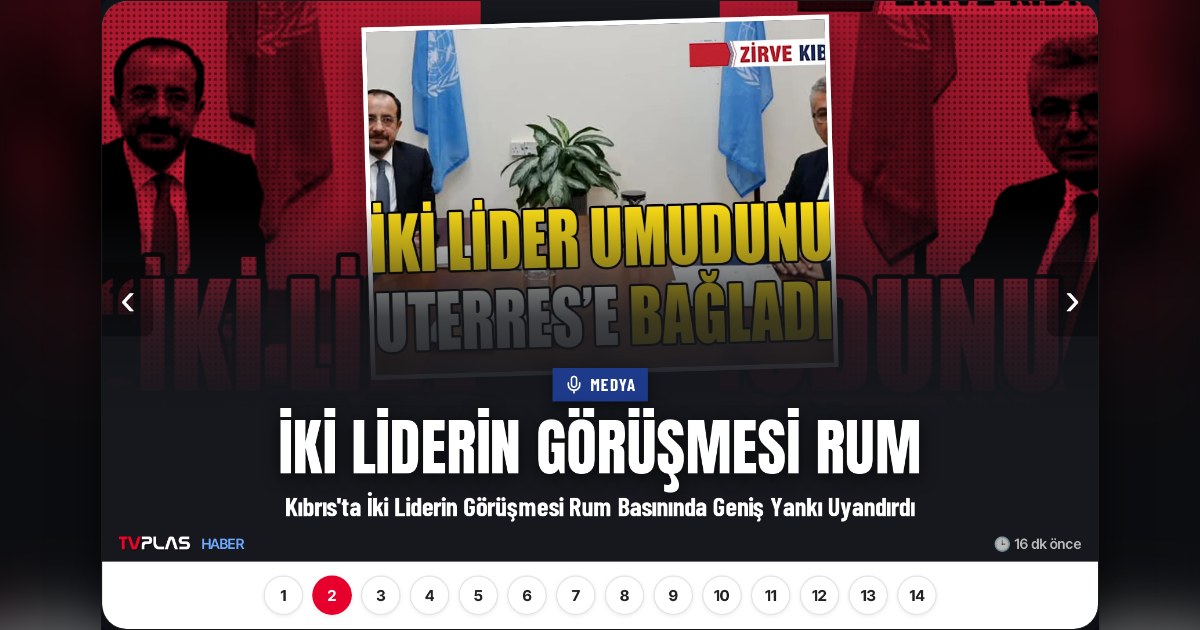 ZİRVE KIB
İKİ LİDER UMUDUNU
UTERRES'E BAĞLADI
MEDYA
İKİ LİDERİN GÖRÜŞMESİ RUM
Kıbrıs'ta İki Liderin Görüşmesi Rum Basınında Geniş Yankı Uyandırdı
TVPLAS HABER
16 dk önce
1 2 3 4 5 6 7 8 9 10 11 12 13 14